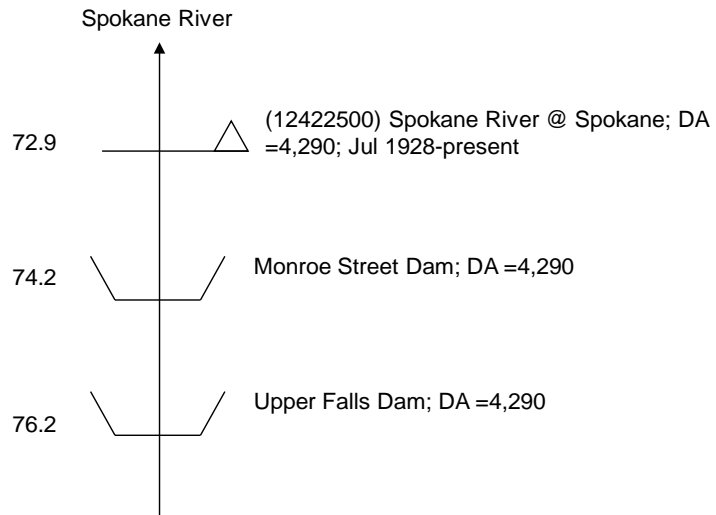 Spokane River
72.9
(12422500) Spokane River @ Spokane; DA
=4,290; Jul 1928-present
74.2
Monroe Street Dam; DA =4,290
76.2
Upper Falls Dam; DA =4,290